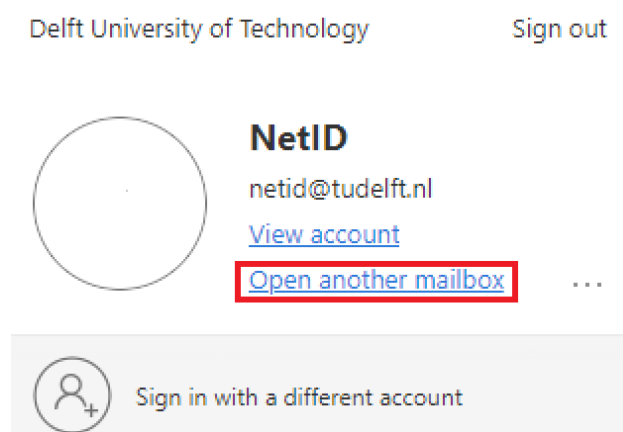 Delft University of Technology Sign out
NetID
netid@tudelft.nl
View account
Open another mailbox ...
Sign in with a different account